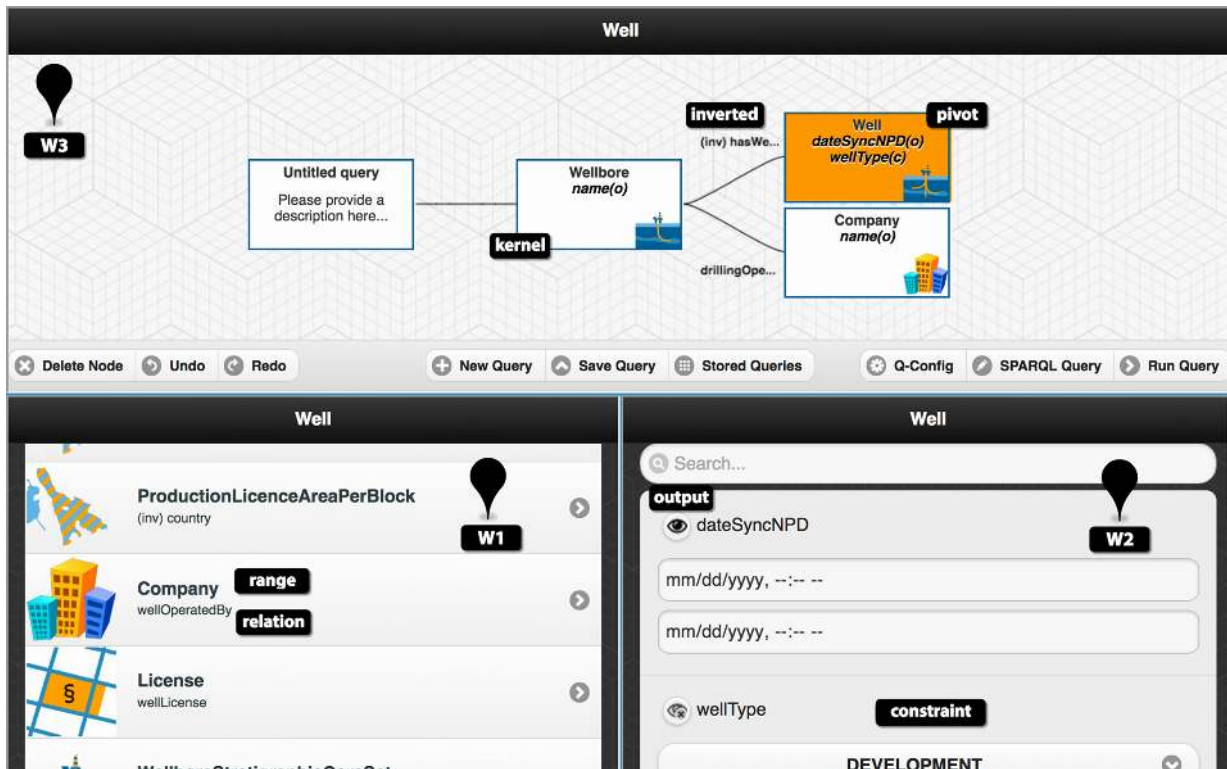 Well
W3
inverted
pivot
(inv) hasWe...
Well
dateSyncNPD(o)
wellType(c)
Untitled query
Please provide a
description here...
Wellbore
name(o)
kernel
Company
name(o)
drillingOpe...
Delete Node
Undo
Redo
New Query
Save Query
Stored Queries
Q-Config
SPARQL Query
Run Query
Well
ProductionLicenceAreaPerBlock
(inv) country
W1
Company
range
wellOperatedBy
relation
§
License
wellLicense
Well
Search...
output
dateSyncNPD
W2
mm/dd/yyyy, --:-- --
mm/dd/yyyy, --:-- --
wellType
constraint
DEVELOPMENT